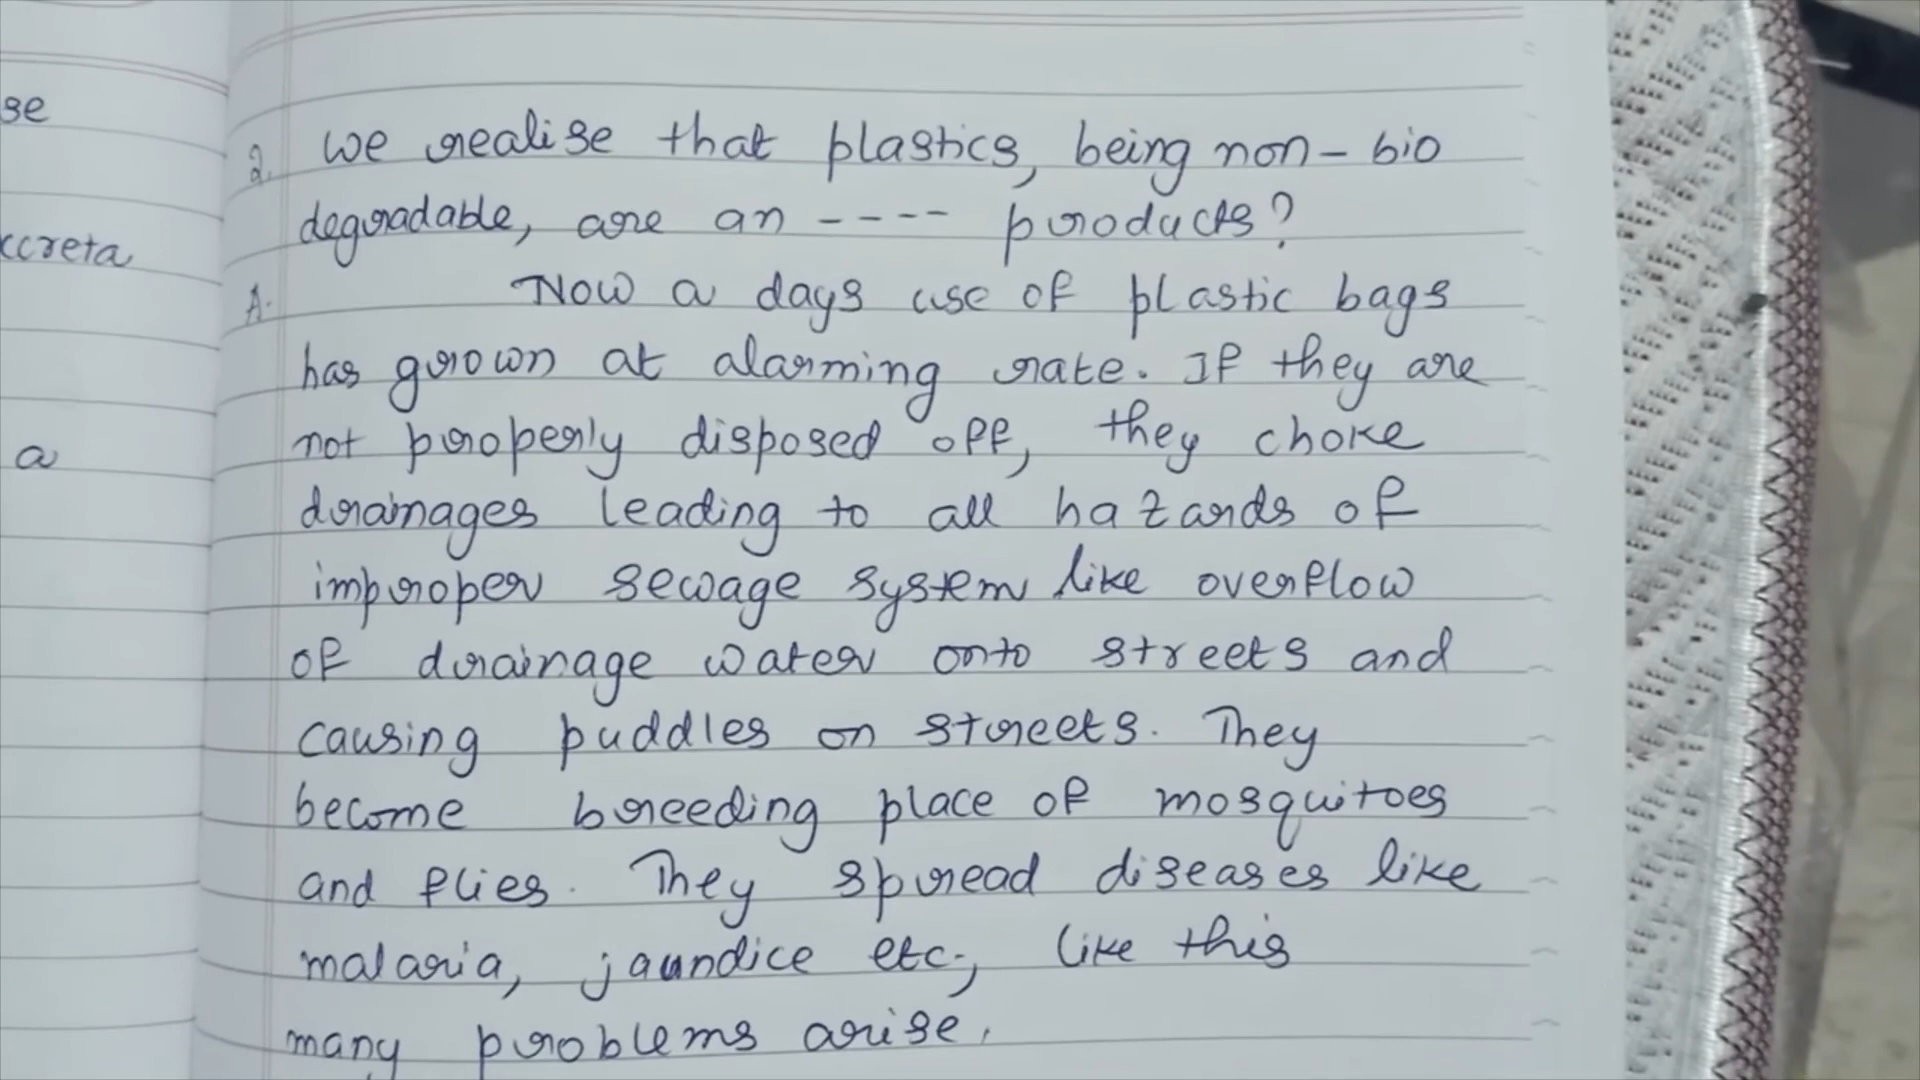 se
ccreta
a
2. We realise that plastics, being non-bio
degradable, are an ---- products?
A. Now a days use of plastic bags
has grown at alarming rate. If they are
not properly disposed off, they choke
drainages leading to all hazards of
improper sewage system like overflow
of drainage water onto streets and
causing puddles on streets. They
become breeding place of mosquitoes
and flies. They spread diseases like
malaria, jaundice etc., like this
many problems arise.